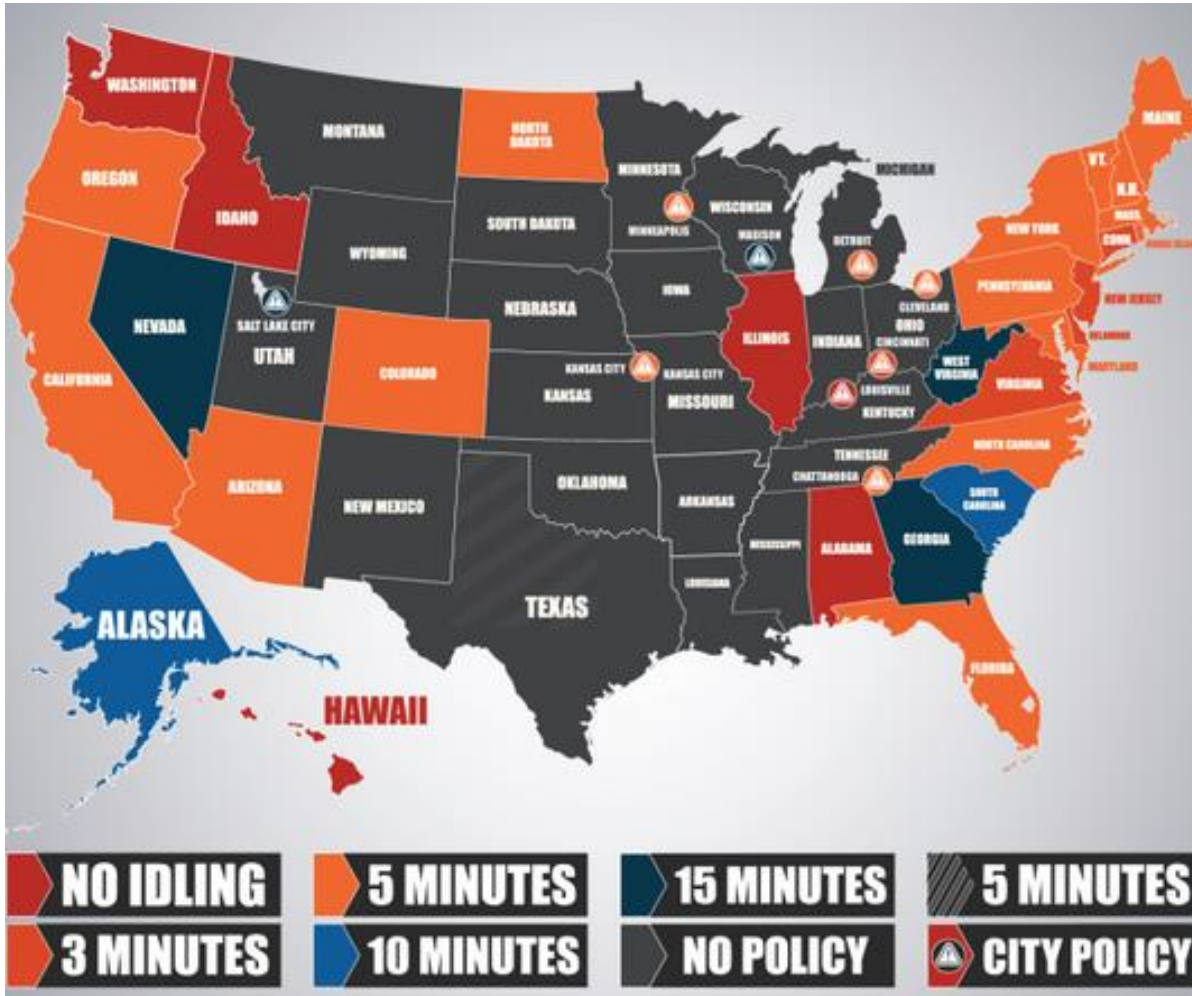 WASHINGTON
MONTANA
NORTH
DAKOTA
MINNESOTA
MICHIGAN
MAINE
VT.
N.H.
OREGON
IDAHO
SOUTH DAKOTA
WISCONSIN
MINNEAPOLIS
MADISON
DETROIT
NEW YORK
MASS.
CONN.
WYOMING
IOWA
CLEVELAND
PENNSYLVANIA
NEW JERSEY
NEVADA
SALT LAKE CITY
UTAH
NEBRASKA
ILLINOIS
INDIANA
OHIO
CINCINNATI
DELAWARE
MARYLAND
CALIFORNIA
COLORADO
KANSAS CITY
KANSAS CITY
KANSAS
MISSOURI
LOUISVILLE
KENTUCKY
WEST
VIRGINIA
VIRGINIA
ARIZONA
NEW MEXICO
OKLAHOMA
ARKANSAS
TENNESSEE
CHATTANOOGA
NORTH CAROLINA
SOUTH
CAROLINA
MISSISSIPPI
ALABAMA
GEORGIA
TEXAS
LOUISIANA
FLORIDA
ALASKA
HAWAII
NO IDLING
5 MINUTES
15 MINUTES
5 MINUTES
3 MINUTES
10 MINUTES
NO POLICY
CITY POLICY